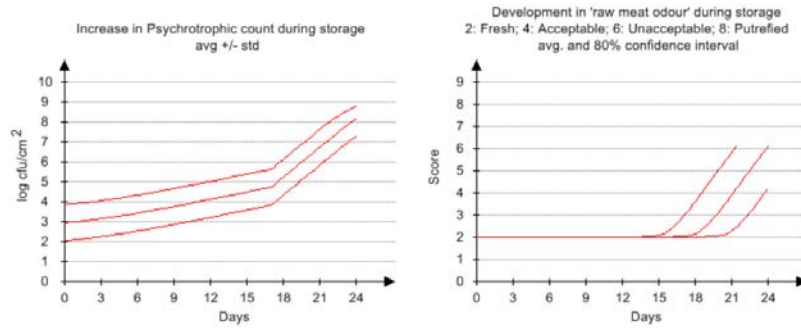 Increase in Psychrotrophic count during storage
avg +/- std
10
9
8
7
6
5
4
3
2
1
0
log cfu/cm²
0 3 6 9 12 15 18 21 24
Days
Development in 'raw meat odour' during storage
2: Fresh; 4: Acceptable; 6: Unacceptable; 8: Putrefied
avg. and 80% confidence interval
9
8
7
6
5
4
3
2
1
0
Score
0 3 6 9 12 15 18 21 24
Days